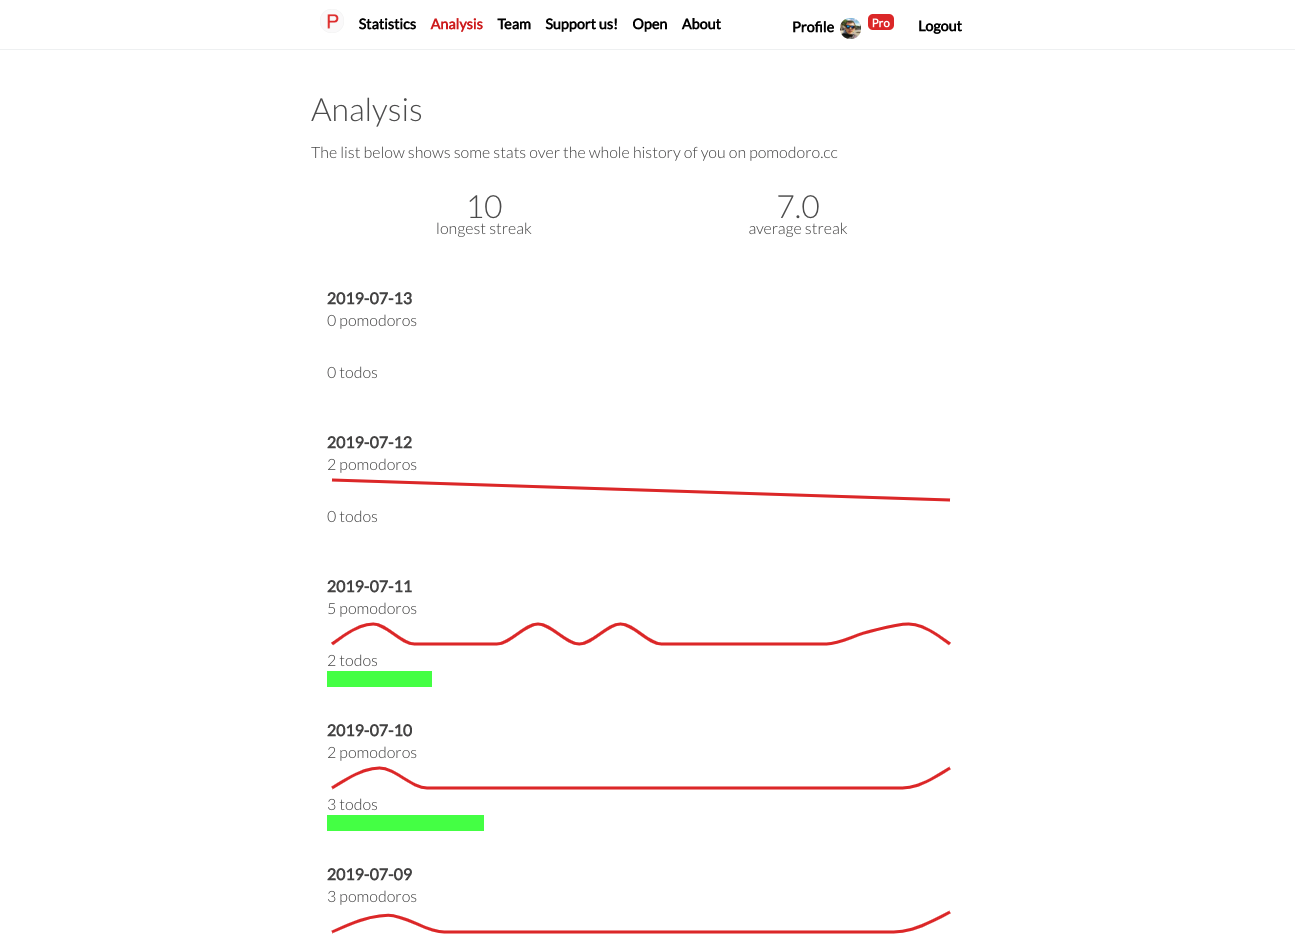 P Statistics Analysis Team Support us! Open About Profile Pro Logout
Analysis
The list below shows some stats over the whole history of you on pomodoro.cc
10 7.0
longest streak average streak
2019-07-13
0 pomodoros
0 todos
2019-07-12
2 pomodoros
0 todos
2019-07-11
5 pomodoros
2 todos
2019-07-10
2 pomodoros
3 todos
2019-07-09
3 pomodoros